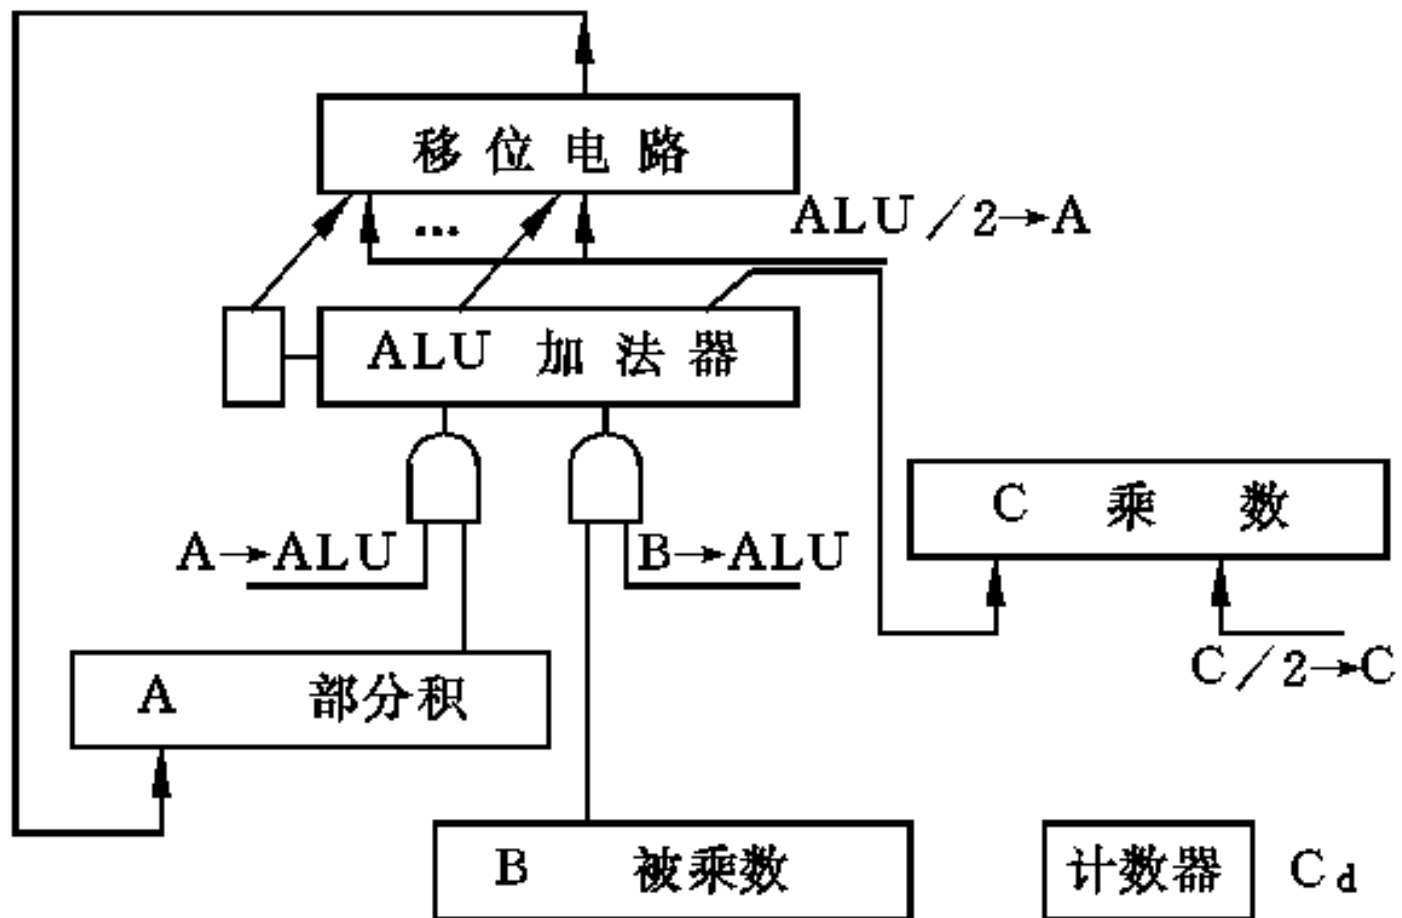 移位电路
...
ALU/2→A
ALU 加法器
A→ALU
B→ALU
C 乘数
C/2→C
A 部分积
B 被乘数
计数器 Cd